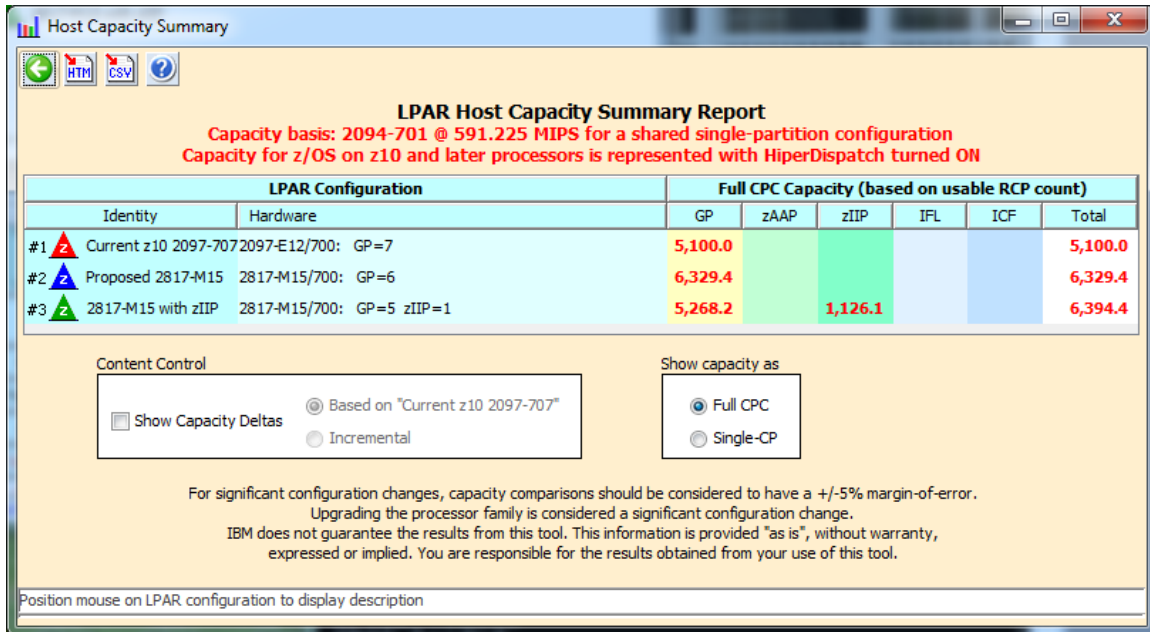 Host Capacity Summary
HTM CSV ?
LPAR Host Capacity Summary Report
Capacity basis: 2094-701 @ 591.225 MIPS for a shared single-partition configuration
Capacity for z/OS on z10 and later processors is represented with HiperDispatch turned ON
LPAR Configuration Full CPC Capacity (based on usable RCP count)
Identity Hardware GP zAAP zIIP IFL ICF Total
#1 z Current z10 2097-707 2097-E12/700: GP=7 5,100.0 5,100.0
#2 z Proposed 2817-M15 2817-M15/700: GP=6 6,329.4 6,329.4
#3 z 2817-M15 with zIIP 2817-M15/700: GP=5 zIIP=1 5,268.2 1,126.1 6,394.4
Content Control Show capacity as
Based on "Current z10 2097-707" Full CPC
Show Capacity Deltas
Incremental Single-CP
For significant configuration changes, capacity comparisons should be considered to have a +/-5% margin-of-error.
Upgrading the processor family is considered a significant configuration change.
IBM does not guarantee the results from this tool. This information is provided "as is", without warranty,
expressed or implied. You are responsible for the results obtained from your use of this tool.
Position mouse on LPAR configuration to display description